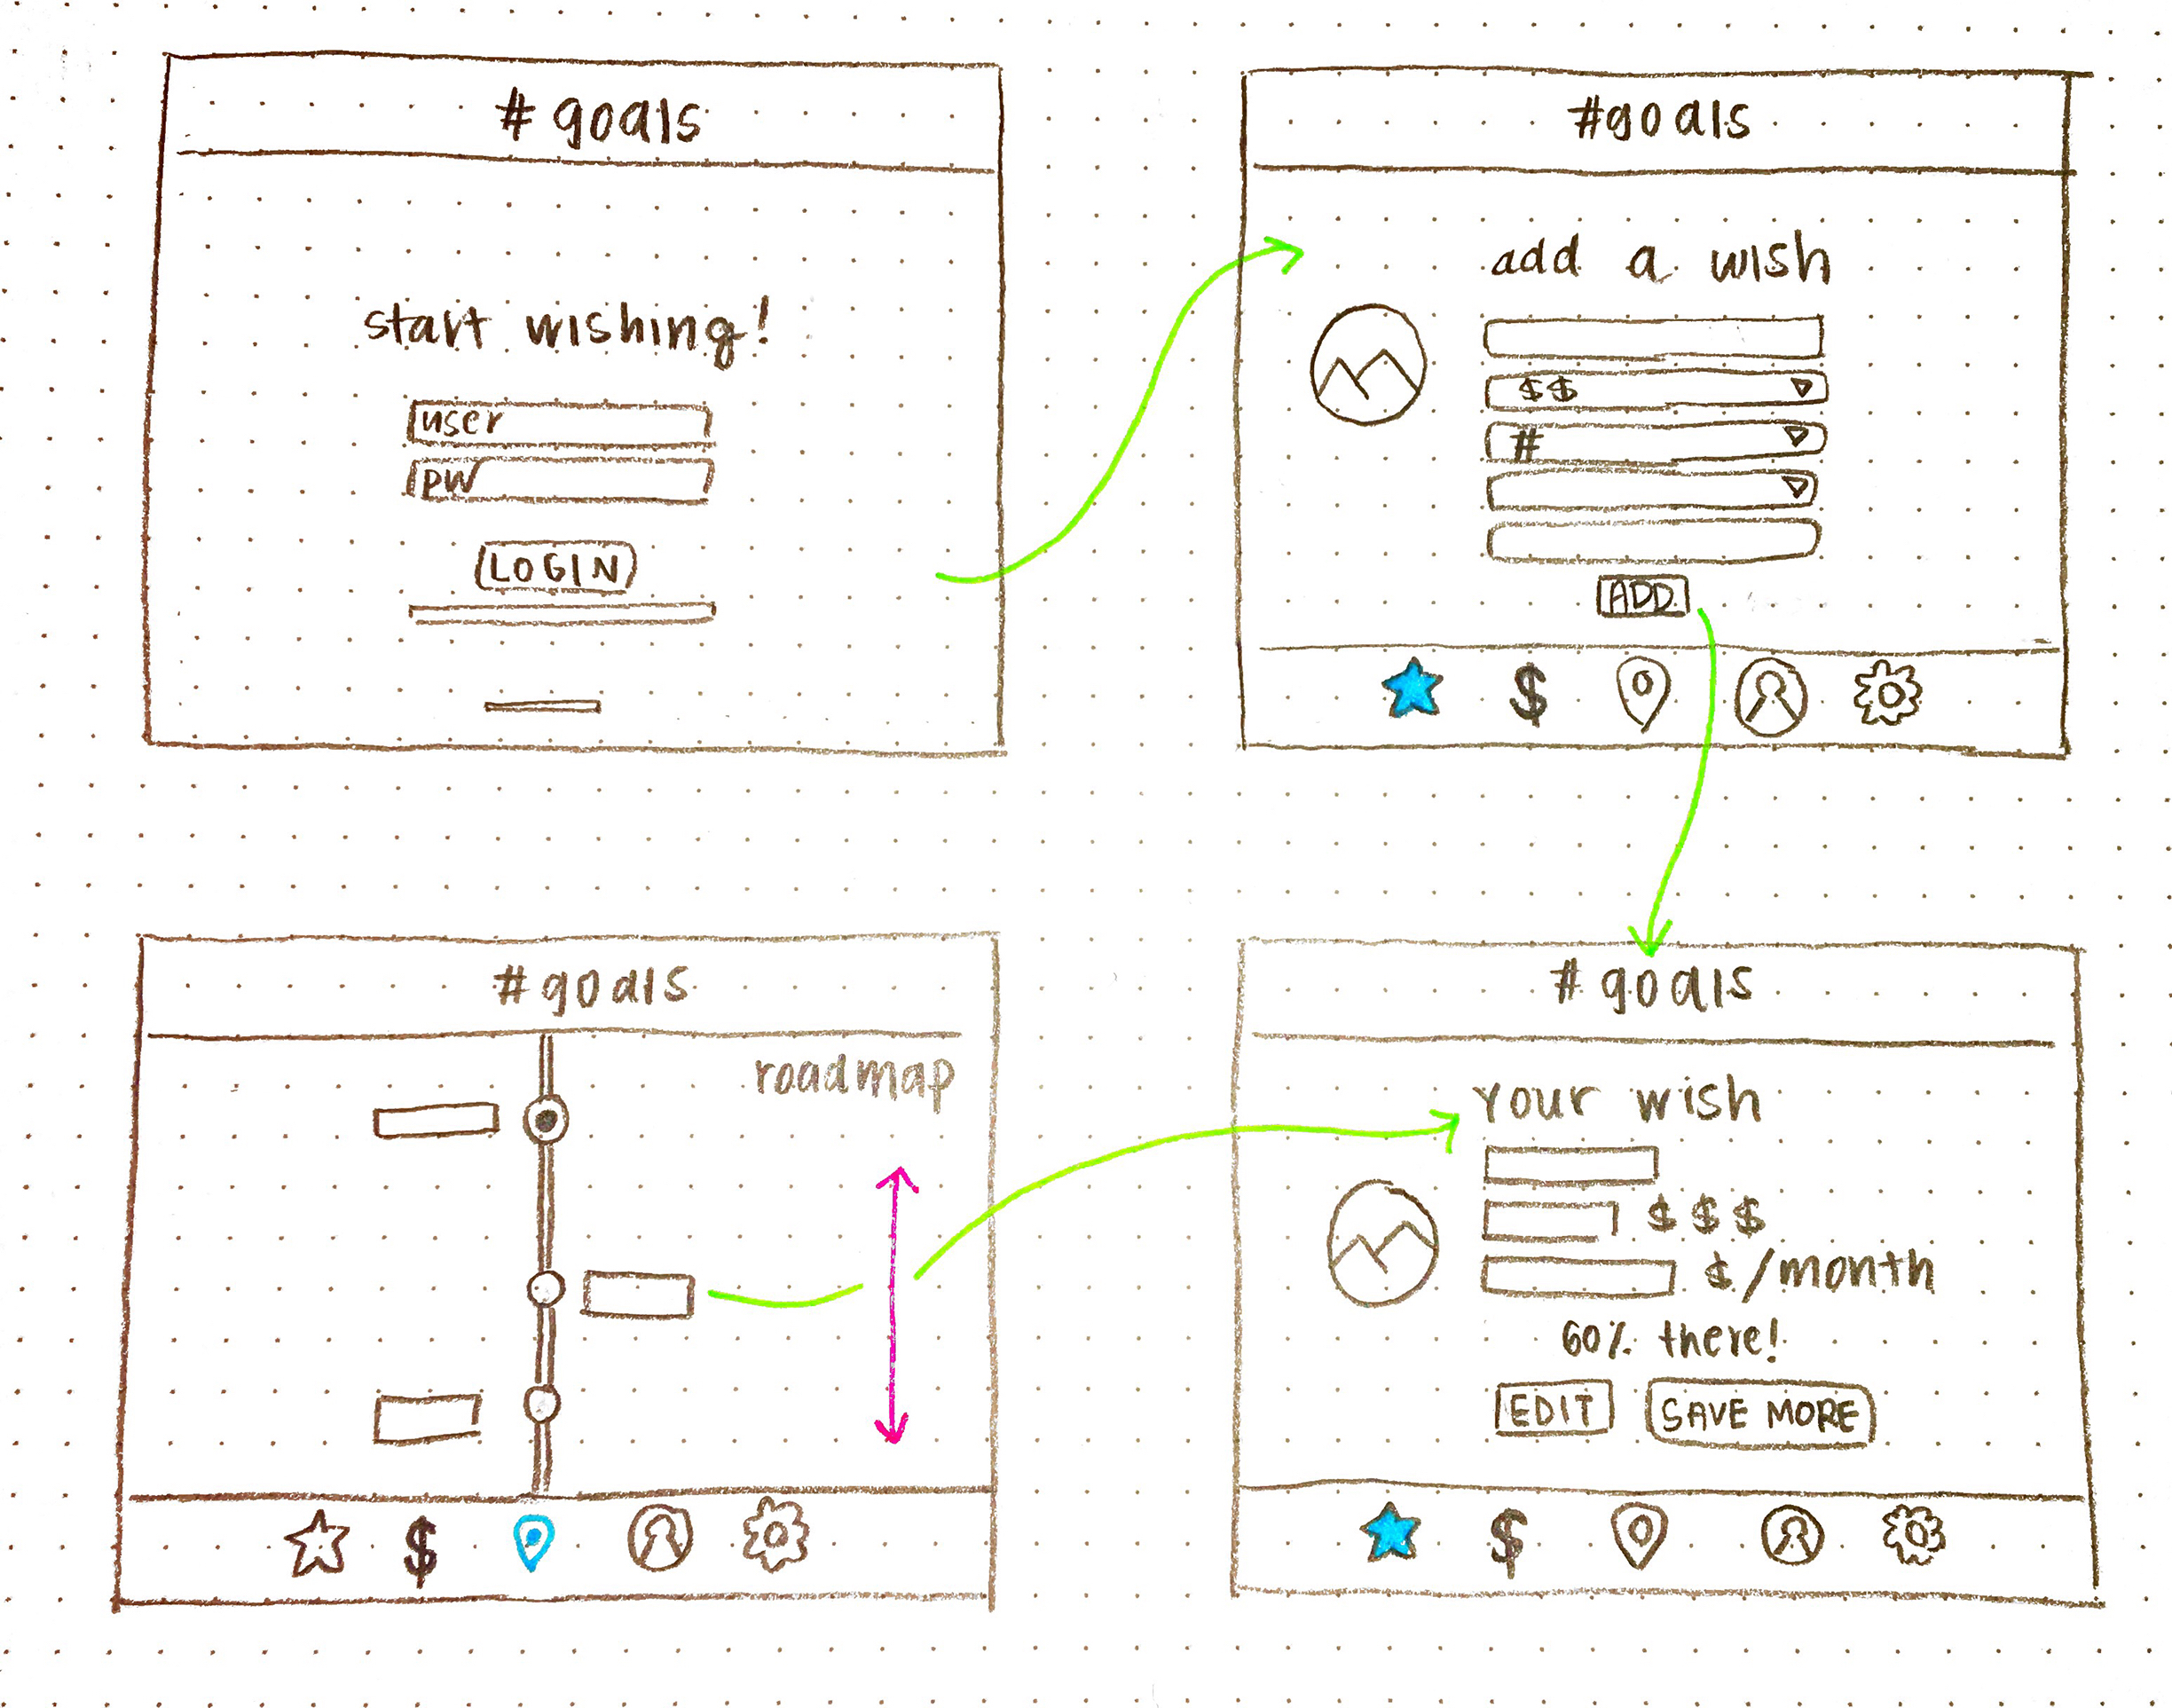 #goals
start wishing!
user
pw
LOGIN
#goals
add a wish
$$
#
ADD
$
#goals
roadmap
$
#goals
your wish
$$$
$/month
60% there!
EDIT
SAVE MORE
$